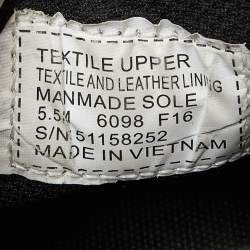 TEXTILE UPPER
TEXTILE AND LEATHER LINING
MANMADE SOLE
5.5M 6098 F16
S/N 51158252
MADE IN VIETNAM